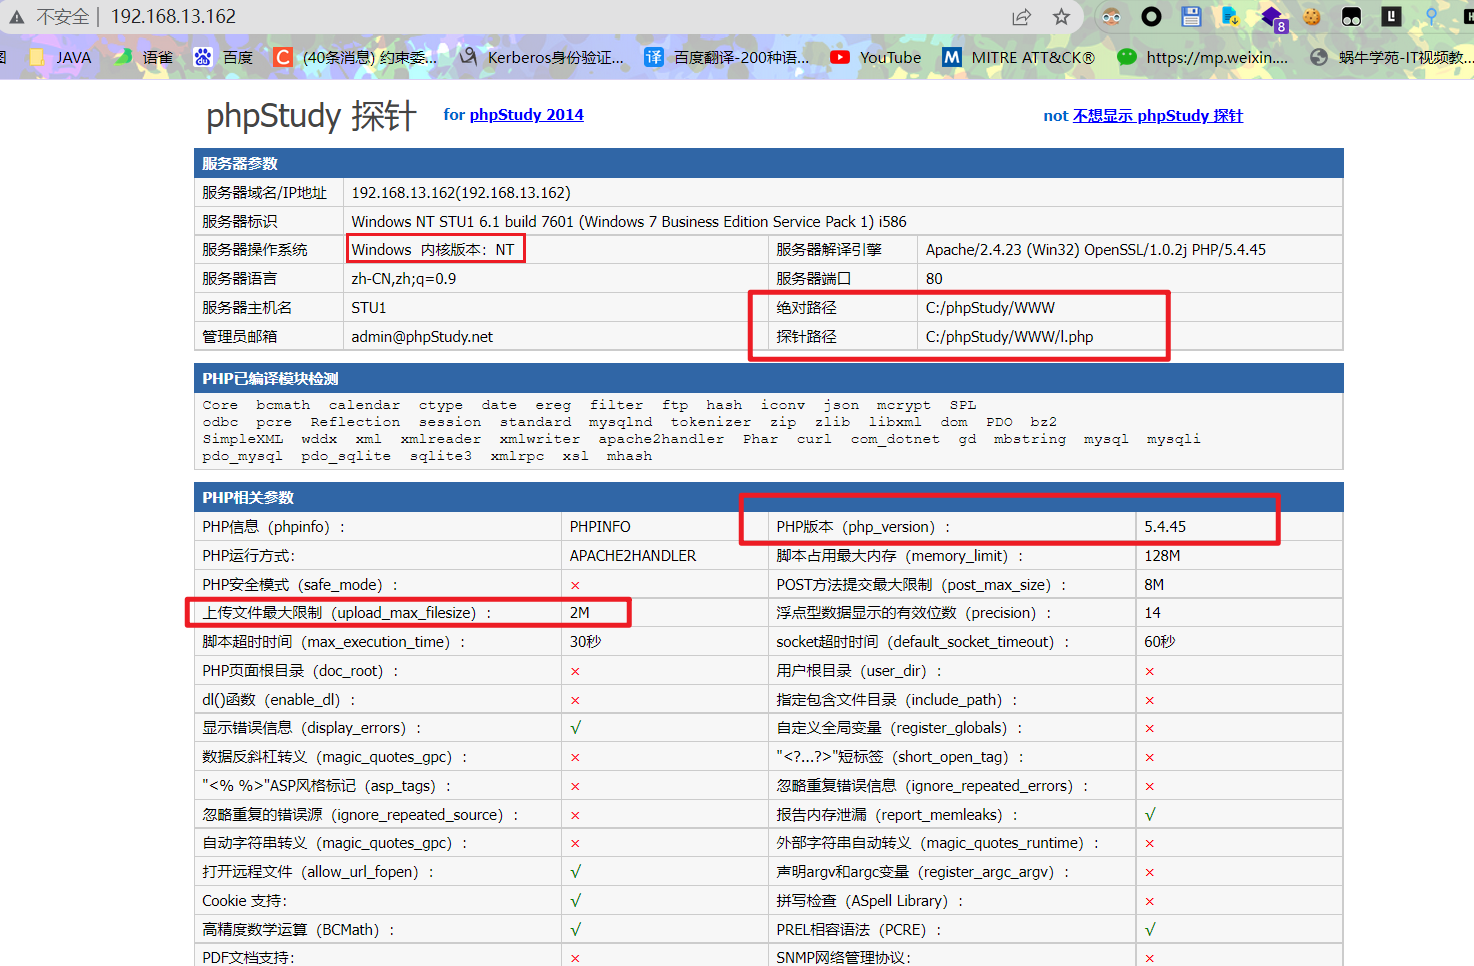 不安全 | 192.168.13.162
8
JAVA 语雀 百度 (40条消息) 约束委... Kerberos身份验证... 百度翻译-200种语... YouTube MITRE ATT&CK® https://mp.weixin.... 蜗牛学苑-IT视频教...
phpStudy 探针 for phpStudy 2014 not 不想显示 phpStudy 探针
服务器参数
服务器域名/IP地址 192.168.13.162(192.168.13.162)
服务器标识 Windows NT STU1 6.1 build 7601 (Windows 7 Business Edition Service Pack 1) i586
服务器操作系统 Windows 内核版本：NT 服务器解译引擎 Apache/2.4.23 (Win32) OpenSSL/1.0.2j PHP/5.4.45
服务器语言 zh-CN,zh;q=0.9 服务器端口 80
服务器主机名 STU1 绝对路径 C:/phpStudy/WWW
管理员邮箱 admin@phpStudy.net 探针路径 C:/phpStudy/WWW/l.php
PHP已编译模块检测
Core bcmath calendar ctype date ereg filter ftp hash iconv json mcrypt SPL
odbc pcre Reflection session standard mysqlnd tokenizer zip zlib libxml dom PDO bz2
SimpleXML wddx xml xmlreader xmlwriter apache2handler Phar curl com_dotnet gd mbstring mysql mysqli
pdo_mysql pdo_sqlite sqlite3 xmlrpc xsl mhash
PHP相关参数
PHP信息（phpinfo）： PHPINFO PHP版本（php_version）： 5.4.45
PHP运行方式： APACHE2HANDLER 脚本占用最大内存（memory_limit）： 128M
PHP安全模式（safe_mode）： × POST方法提交最大限制（post_max_size）： 8M
上传文件最大限制（upload_max_filesize）： 2M 浮点型数据显示的有效位数（precision）： 14
脚本超时时间（max_execution_time）： 30秒 socket超时时间（default_socket_timeout）： 60秒
PHP页面根目录（doc_root）： × 用户根目录（user_dir）： ×
dl()函数（enable_dl）： × 指定包含文件目录（include_path）： ×
显示错误信息（display_errors）： √ 自定义全局变量（register_globals）： ×
数据反斜杠转义（magic_quotes_gpc）： × "<?...?>"短标签（short_open_tag）： ×
"<% %>"ASP风格标记（asp_tags）： × 忽略重复错误信息（ignore_repeated_errors）： ×
忽略重复的错误源（ignore_repeated_source）： × 报告内存泄漏（report_memleaks）： √
自动字符串转义（magic_quotes_gpc）： × 外部字符串自动转义（magic_quotes_runtime）： ×
打开远程文件（allow_url_fopen）： √ 声明argv和argc变量（register_argc_argv）： ×
Cookie 支持： √ 拼写检查（ASpell Library）： ×
高精度数学运算（BCMath）： √ PREL相容语法（PCRE）： √
PDF文档支持： × SNMP网络管理协议： ×